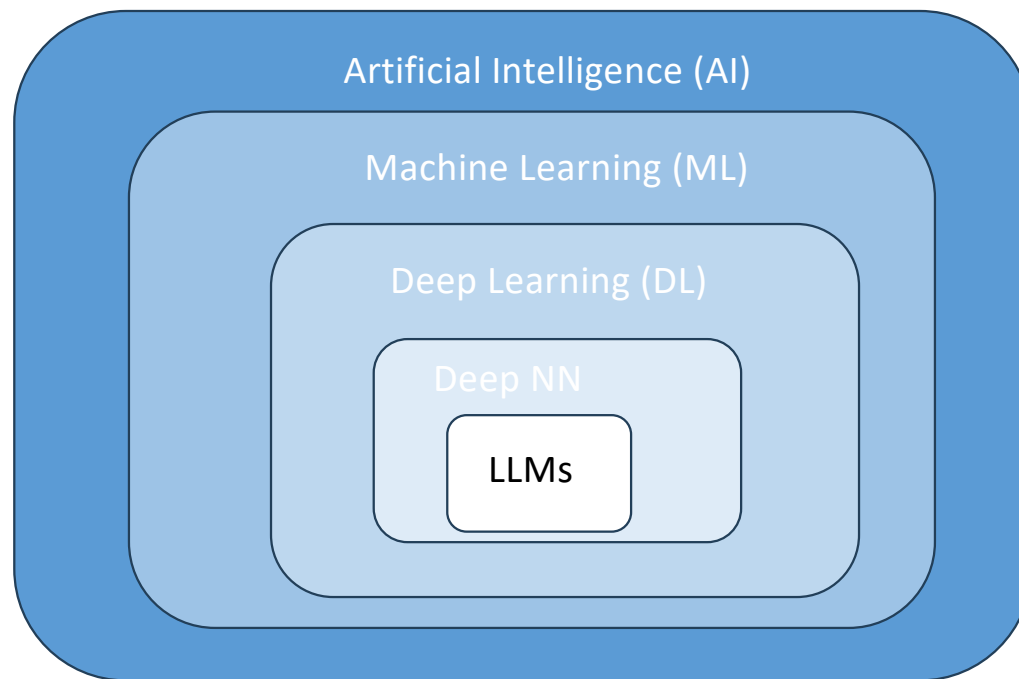 Artificial Intelligence (AI)
Machine Learning (ML)
Deep Learning (DL)
Deep NN
LLMs